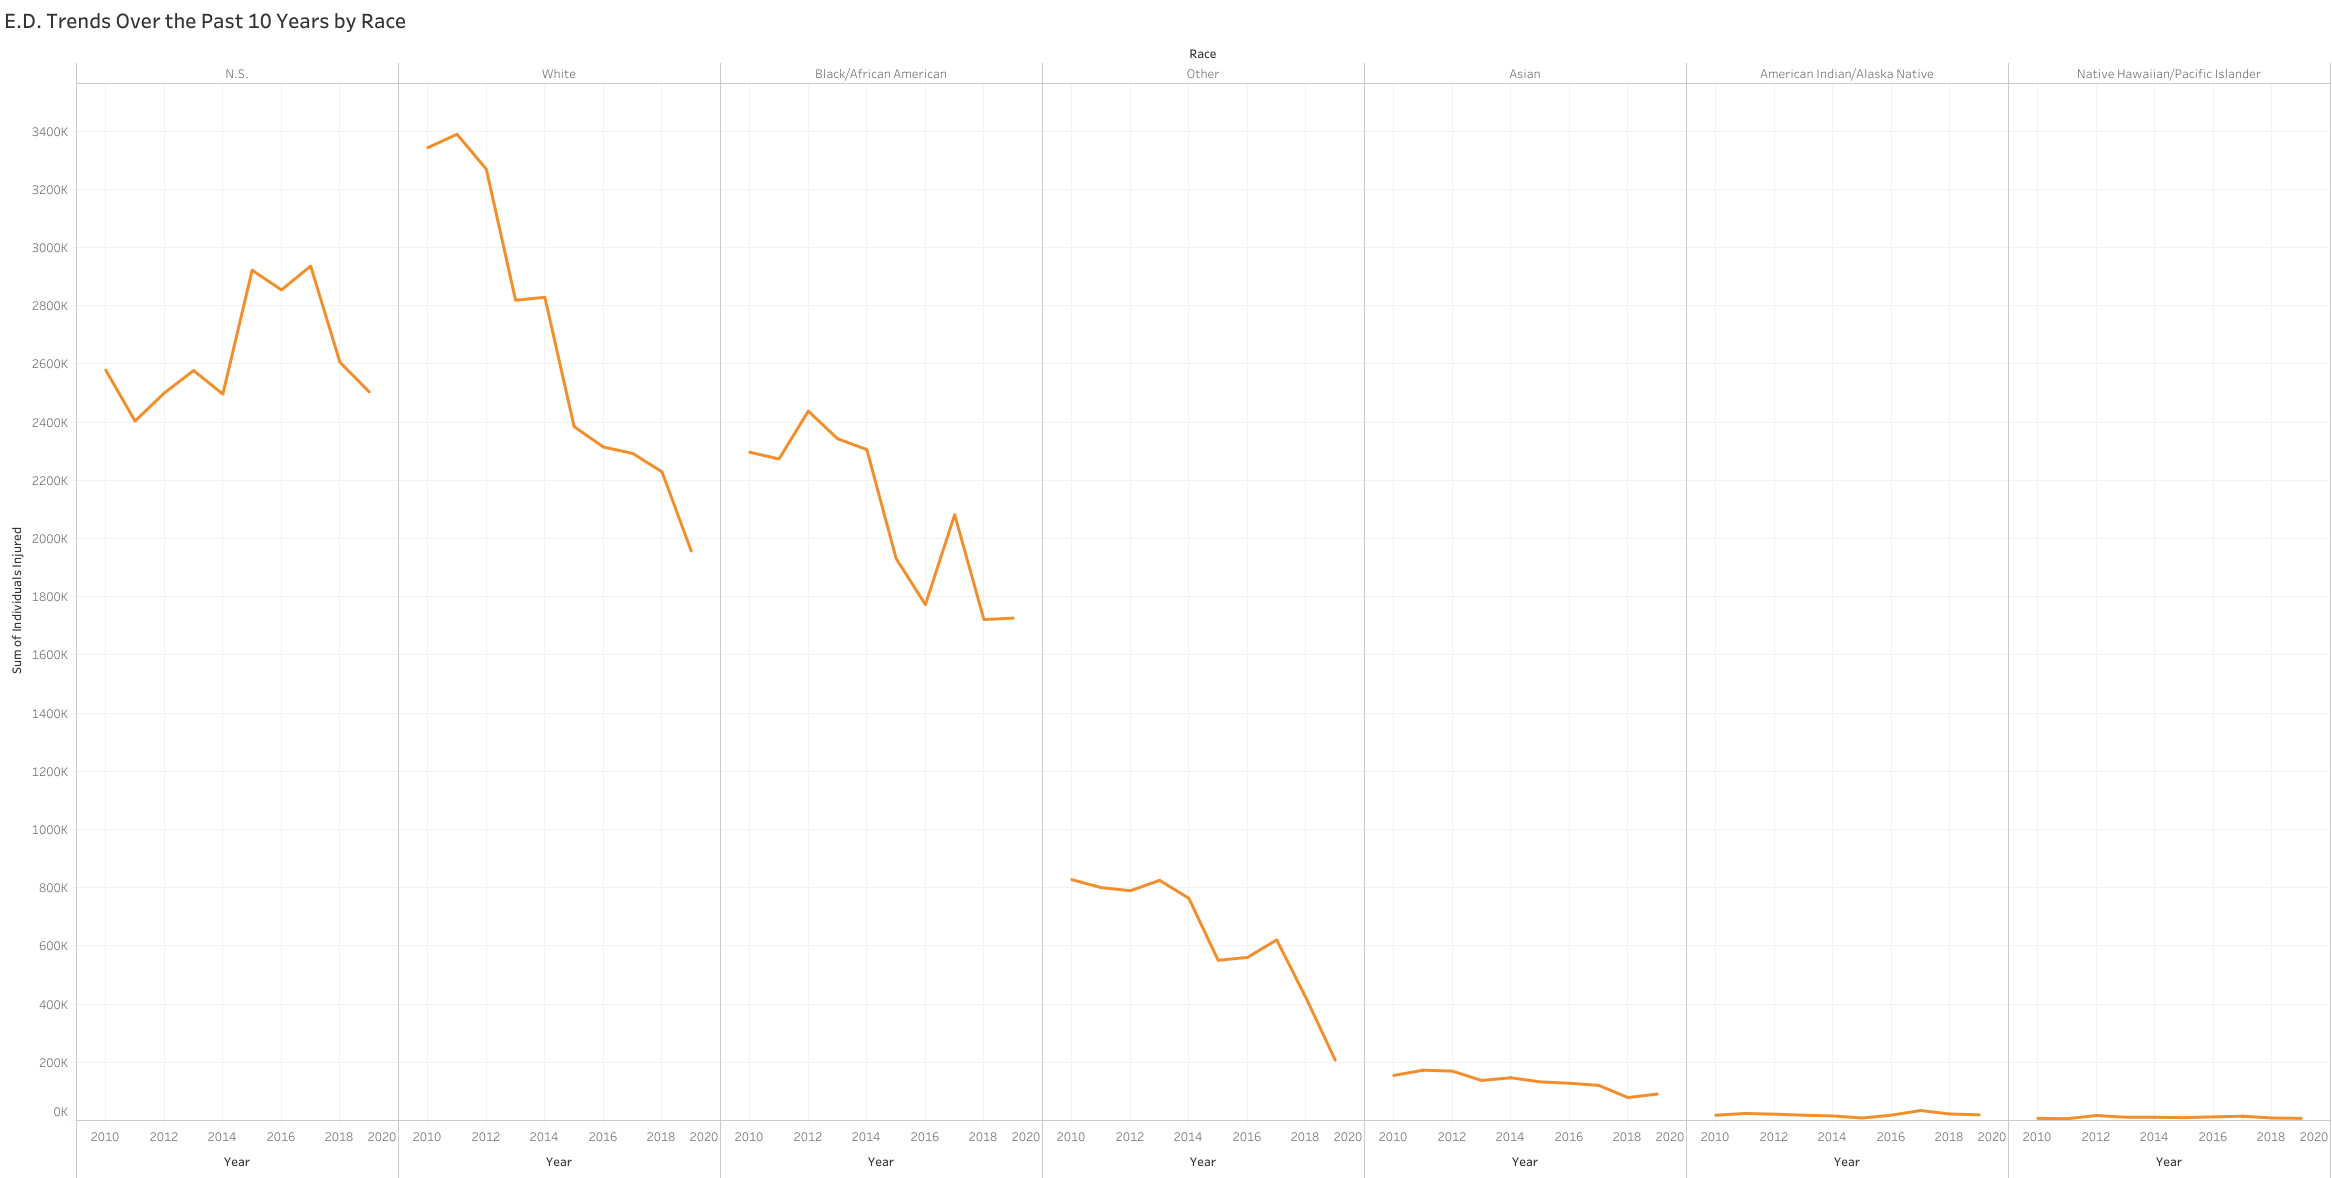 E.D. Trends Over the Past 10 Years by Race
Race
N.S. White Black/African American Other Asian American Indian/Alaska Native Native Hawaiian/Pacific Islander
3400K
3200K
3000K
2800K
2600K
2400K
2200K
2000K
1800K
1600K
1400K
1200K
1000K
800K
600K
400K
200K
0K
Sum of Individuals Injured
2010 2012 2014 2016 2018 2020 2010 2012 2014 2016 2018 2020 2010 2012 2014 2016 2018 2020 2010 2012 2014 2016 2018 2020 2010 2012 2014 2016 2018 2020 2010 2012 2014 2016 2018 2020 2010 2012 2014 2016 2018 2020
Year Year Year Year Year Year Year